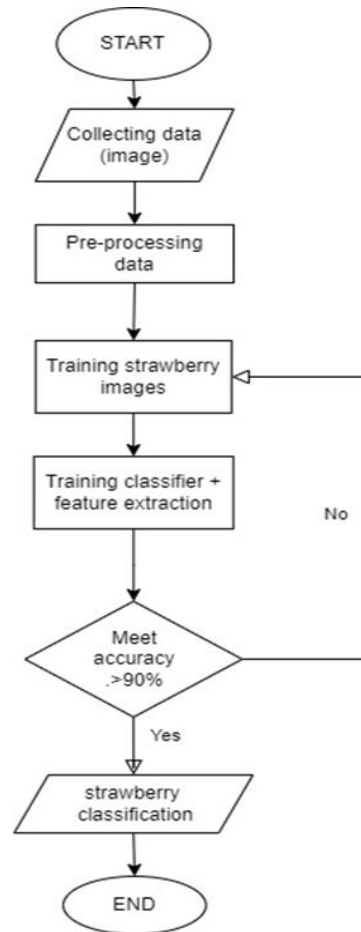 START
Collecting data
(image)
Pre-processing
data
Training strawberry
images
Training classifier +
feature extraction
No
Meet
accuracy
.>90%
Yes
strawberry
classification
END